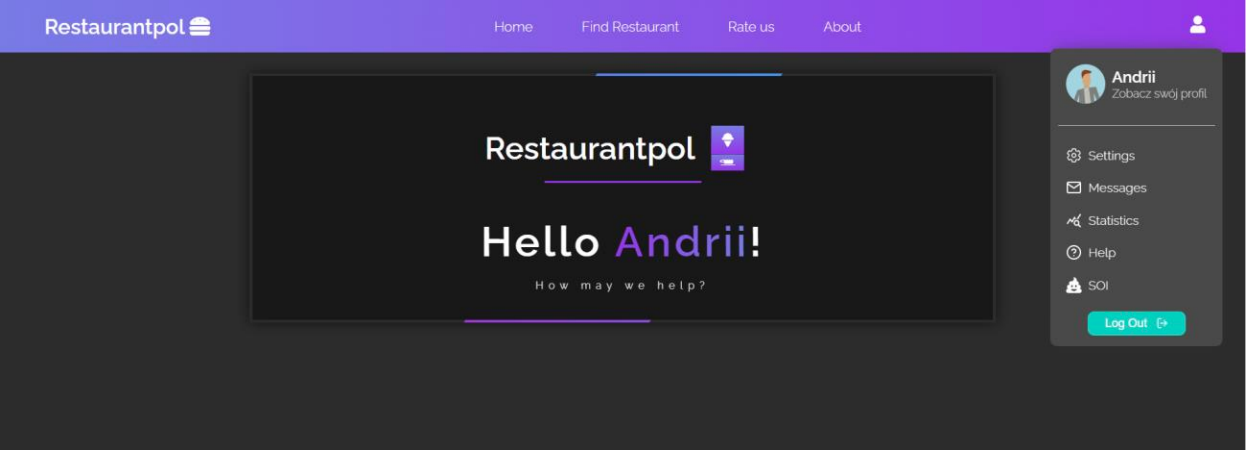 Restaurantpol
Home Find Restaurant Rate us About
Andrii
Zobacz swój profil
Settings
Messages
Statistics
Help
SOI
Log Out
Restaurantpol
Hello Andrii!
How may we help?